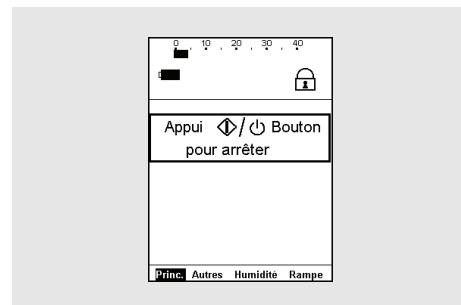 0 . 10 . 20 . 30 . 40
Appui / Bouton
pour arrêter
Princ. Autres Humidité Rampe